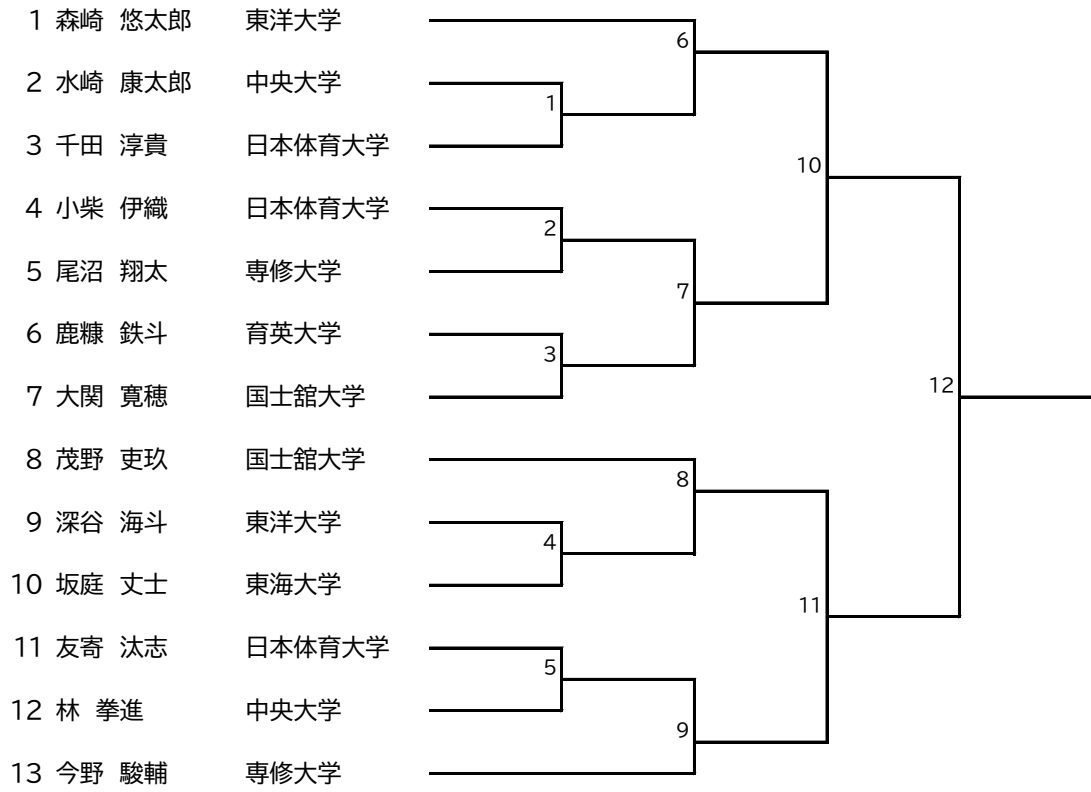 1 森崎 悠太郎 東洋大学
6
2 水崎 康太郎 中央大学
1
3 千田 淳貴 日本体育大学
10
4 小柴 伊織 日本体育大学
2
5 尾沼 翔太 専修大学
7
6 鹿糠 鉄斗 育英大学
3
7 大関 寛穂 国士舘大学
12
8 茂野 吏玖 国士舘大学
8
9 深谷 海斗 東洋大学
4
10 坂庭 丈士 東海大学
11
11 友寄 汰志 日本体育大学
5
12 林 拳進 中央大学
9
13 今野 駿輔 専修大学